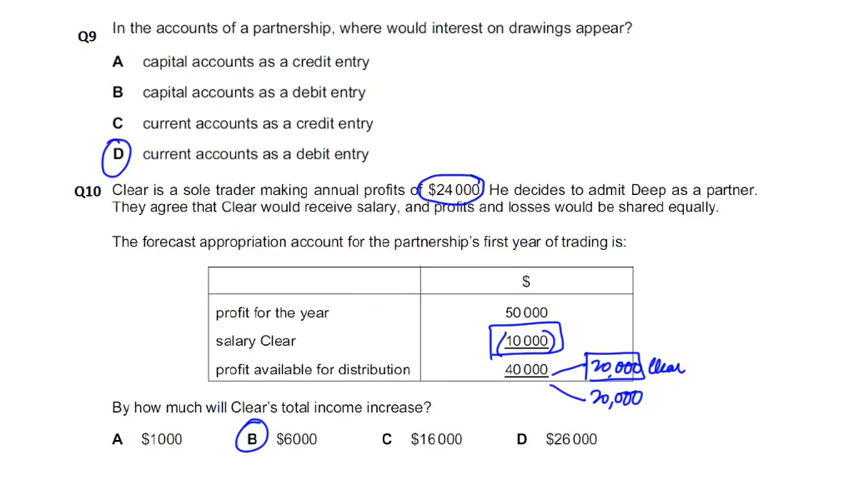 Q9 In the accounts of a partnership, where would interest on drawings appear?
A capital accounts as a credit entry
B capital accounts as a debit entry
C current accounts as a credit entry
D current accounts as a debit entry
Q10 Clear is a sole trader making annual profits of $24 000. He decides to admit Deep as a partner.
They agree that Clear would receive salary, and profits and losses would be shared equally.
The forecast appropriation account for the partnership's first year of trading is:
$
profit for the year 50 000
salary Clear (10 000)
profit available for distribution 40 000 20,000 Clear
20,000
By how much will Clear's total income increase?
A $1000 B $6000 C $16 000 D $26 000